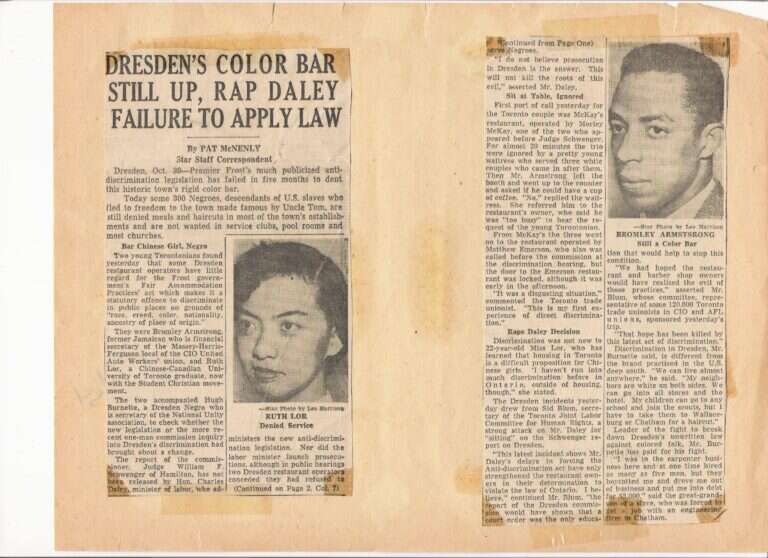 DRESDEN'S COLOR BAR
STILL UP, RAP DALEY
FAILURE TO APPLY LAW
By PAT McNENLY
Star Staff Correspondent
Dresden, Oct. 30—Premier Frost's much publicized anti-
discrimination legislation has failed in five months to dent
this historic town's rigid color bar.
Today some 300 Negroes, descendants of U.S. slaves who
fled to freedom to the town made famous by Uncle Tom, are
still denied meals and haircuts in most of the town's establish-
ments and are not wanted in service clubs, pool rooms and
most churches.
Bar Chinese Girl, Negro
Two young Torontonians found
yesterday that some Dresden
restaurant operators have little
regard for the Frost govern-
ment's Fair Accommodation
Practices' act which makes it a
statutory offence to discriminate
in public places on grounds of
"race, creed, color, nationality,
ancestry of place of origin."
They were Bromley Armstrong,
former Jamaican who is financial
secretary of the Massey-Harris-
Ferguson local of the CIO United
Auto Workers' union, and Ruth
Lor, a Chinese-Canadian Uni-
versity of Toronto graduate, now
with the Student Christian move-
ment.
The two accompanied Hugh
Burnette, a Dresden Negro who
is secretary of the National Unity
association, to check whether the
new legislation or the more re-
cent one-man commission inquiry
into Dresden's discrimination had
brought about a change.
The report of the commis-
sioner, Judge William F.
Schwenger of Hamilton, has not
been released by Hon. Charles
Daley, minister of labor, who ad-
—Star Photo by Leo Harrison
RUTH LOR
Denied Service
ministers the new anti-discrimi-
nation legislation. Nor did the
labor minister launch prosecu-
tions, although in public hearings
two Dresden restaurant operators
conceded they had refused to
(Continued on Page 2, Col. 7)
(Continued from Page One)
serve Negroes.
"I do not believe prosecution
in Dresden is the answer. This
will not kill the roots of this
evil," asserted Mr. Daley.
Sit at Table, Ignored
First port of call yesterday for
the Toronto couple was McKay's
restaurant, operated by Morley
McKay, one of the two who ap-
peared before Judge Schwenger.
For almost 20 minutes the trio
were ignored by a pretty young
waitress who served three white
couples who came in after them.
Then Mr. Armstrong left the
booth and went up to the counter
and asked if he could have a cup
of coffee. "No," replied the wait-
ress. She referred him to the
restaurant's owner, who said he
was "too busy" to hear the re-
quest of the young Torontonian.
From McKay's the three went
on to the restaurant operated by
Matthew Emerson, who also was
called before the commission at
the discrimination hearing, but
the door to the Emerson restau-
rant was locked, although it was
early in the afternoon.
"It was a disgusting situation,"
commented the Toronto trade
unionist. "This is my first ex-
perience of direct discrimina-
tion."
Raps Daley Decision
Discrimination was not new to
22-year-old Miss Lor, who has
learned that housing in Toronto
is a difficult proposition for Chi-
nese girls. "I haven't run into
much discrimination before in
Ontario, outside of housing,
though," she stated.
The Dresden incidents yester-
day drew from Sid Blum, secre-
tary of the Toronto Joint Labor
Committee for Human Rights, a
strong attack on Mr. Daley for
"sitting" on the Schwenger re-
port on Dresden.
"This latest incident shows Mr.
Daley's delays in forcing the
Anti-discrimination act have only
strengthened the restaurant own-
ers in their determination to
violate the law of Ontario. I be-
lieve," continued Mr. Blum, "the
report of the Dresden commis-
sion would have shown that a
court order was the only educa-
—Star Photo by Leo Harrison
BROMLEY ARMSTRONG
Still a Color Bar
tion that would help to stop this
condition.
"We had hoped the restau-
rant and barber shop owners
would have realized the evil of
these practices," asserted Mr.
Blum, whose committee, repre-
sentative of some 120,000 Toronto
trade unionists in CIO and AFL
unions, sponsored yesterday's
trip.
"That hope has been killed by
this latest act of discrimination."
Discrimination in Dresden, Mr.
Burnette said, is different from
the brand practised in the U.S.
deep south. "We can live almost
anywhere," he said. "My neigh-
bors are white on both sides. We
can go into all stores and the
hotel. My children can go to any
school and join the scouts, but I
have to take them to Wallace-
burg or Chatham for a haircut."
Leader of the fight to break
down Dresden's unwritten law
against colored folk, Mr. Bur-
nette has paid for his fight.
"I was in the carpenter busi-
ness here and at one time hired
as many as five men, but they
boycotted me and drove me out
of business and put me into debt
for $3,000," said the great-grand-
son of a slave, who was forced to
get a job with an engineering
firm in Chatham.